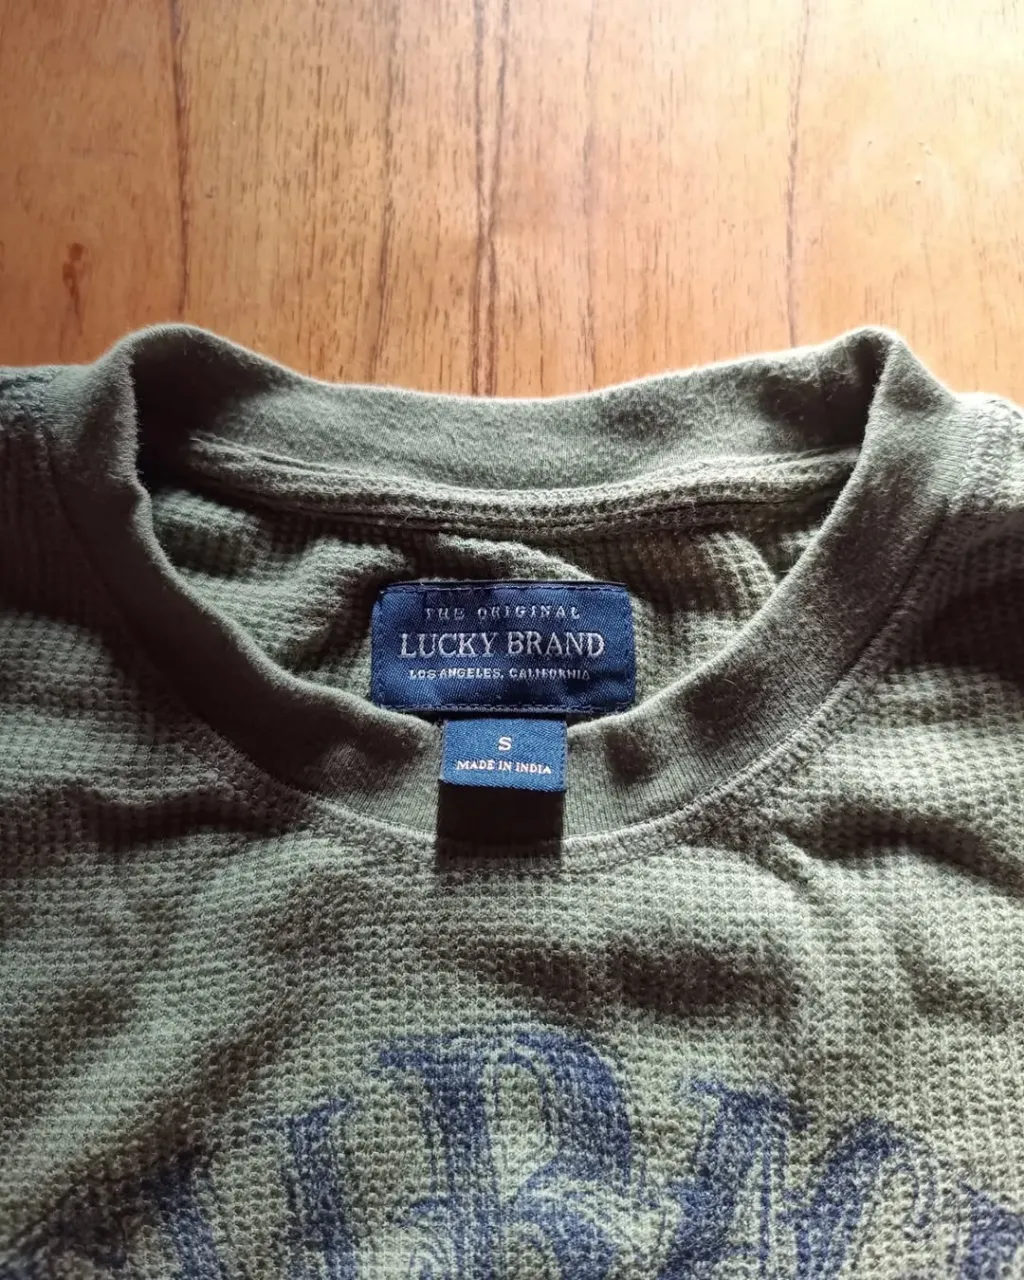 THE ORIGINAL
LUCKY BRAND
LOS ANGELES, CALIFORNIA
S
MADE IN INDIA